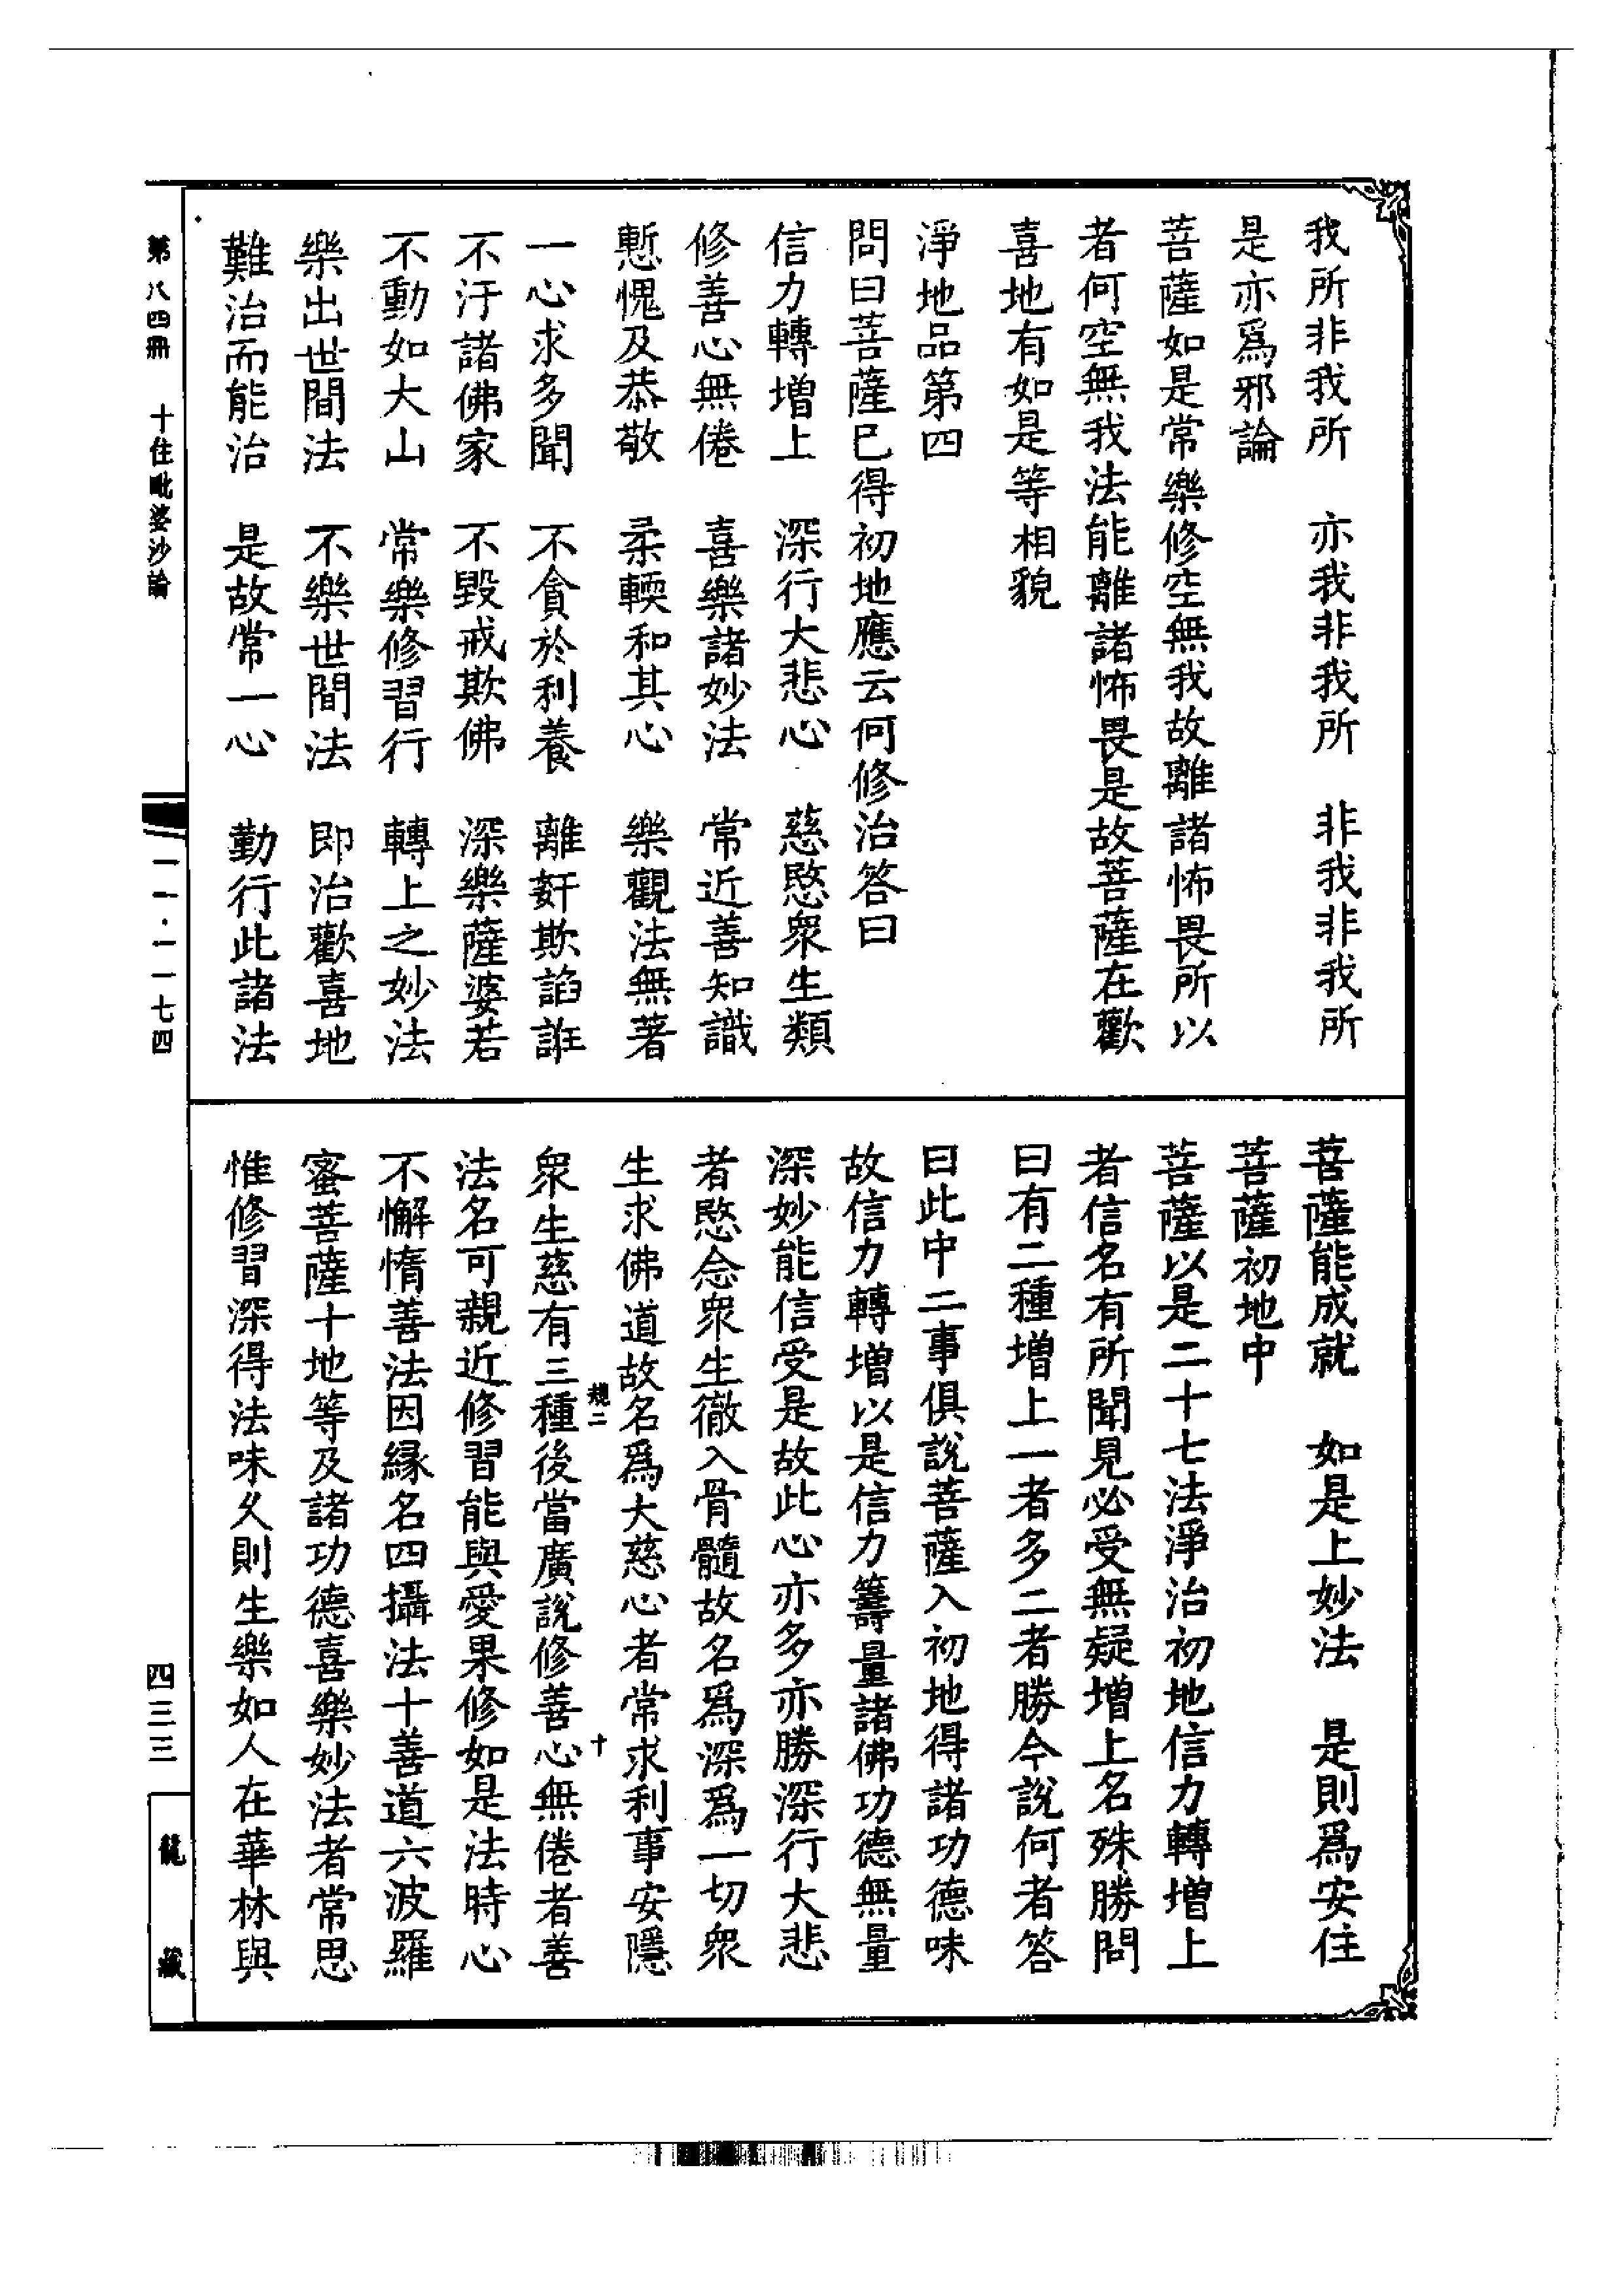 我所非我所　亦我非我所　非我非我所
是亦爲邪論
菩薩如是常樂修空無我故離諸怖畏所以
者何空無我法能離諸怖畏是故菩薩在歡
喜地有如是等相貌
淨地品第四
問曰菩薩巳得初地應云何修治答曰
信力轉增上　深行大悲心　慈愍衆生類
修善心無倦　喜樂諸妙法　常近善知識
慙愧及恭敬　柔輭和其心　樂觀法無著
一心求多聞　不貪於利養　離姧欺諂誑
不汙諸佛家　不毀戒欺佛　深樂薩婆若
不動如大山　常樂修習行　轉上之妙法
樂出世間法　不樂世間法　即治歡喜地
難治而能治　是故常一心　勤行此諸法
菩薩能成就　如是上妙法　是則爲安住
菩薩初地中
菩薩以是二十七法淨治初地信力轉增上
者信名有所聞見必受無疑增上名殊勝問
曰有二種增上一者多二者勝今說何者答
曰此中二事俱說菩薩入初地得諸功德味
故信力轉增以是信力籌量諸佛功德無量
深妙能信受是故此心亦多亦勝深行大悲
者愍念衆生徹入骨髓故名爲深爲一切衆
生求佛道故名爲大慈心者常求利事安隱
衆生慈有三種後當廣說修善心無倦者善
法名可親近修習能與愛果修如是法時心
不懈惰善法因緣名四攝法十善道六波羅
蜜菩薩十地等及諸功德喜樂妙法者常思
惟修習深得法味久則生樂如人在華林與
十
第八四冊　十住毗婆沙論
一一·一一七四
四三三
龍藏